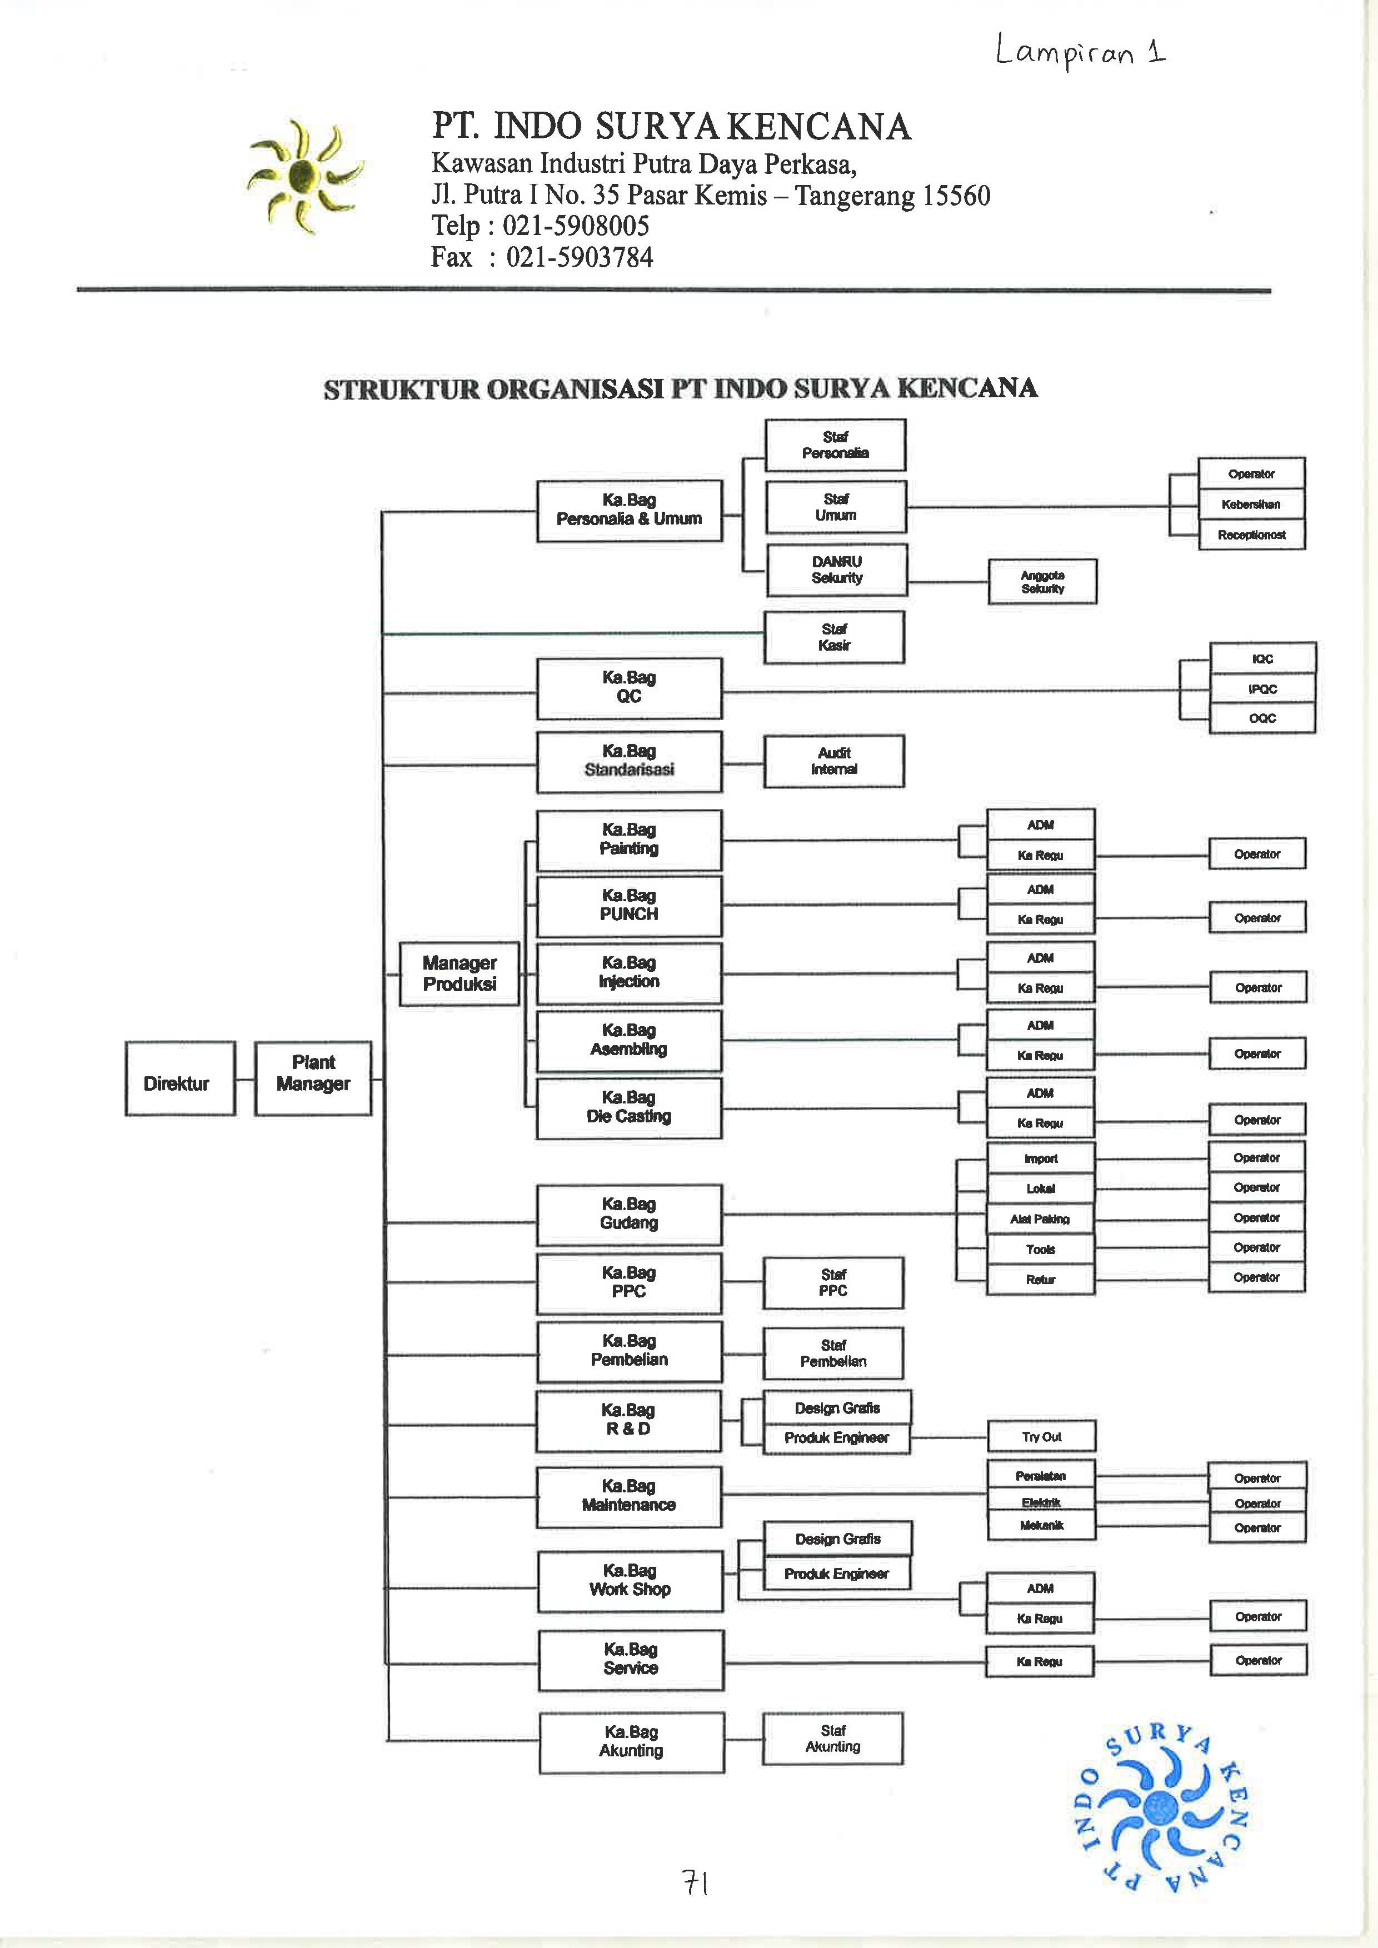 Lampiran 1
PT. INDO SURYA KENCANA
Kawasan Industri Putra Daya Perkasa,
Jl. Putra I No. 35 Pasar Kemis – Tangerang 15560
Telp : 021-5908005
Fax : 021-5903784
STRUKTUR ORGANISASI PT INDO SURYA KENCANA
Staf
Personalia
Ka.Bag
Personalia & Umum
Staf
Umum
Operator
Kebersihan
Receptionost
DANRU
Sekurity
Anggota
Sekurity
Staf
Kasir
Ka.Bag
QC
IQC
IPQC
OQC
Ka.Bag
Standarisasi
Audit
Internal
Ka.Bag
Painting
ADM
Ka Regu
Operator
Ka.Bag
PUNCH
ADM
Ka Regu
Operator
Manager
Produksi
Ka.Bag
Injection
ADM
Ka Regu
Operator
Ka.Bag
Asembling
ADM
Ka Regu
Operator
Direktur
Plant
Manager
Ka.Bag
Die Casting
ADM
Ka Regu
Operator
Ka.Bag
Gudang
Import
Operator
Lokal
Operator
Alat Paking
Operator
Tools
Operator
Retur
Operator
Ka.Bag
PPC
Staf
PPC
Ka.Bag
Pembelian
Staf
Pembelian
Ka.Bag
R & D
Design Grafis
Produk Engineer
Try Out
Ka.Bag
Maintenance
Peralatan
Operator
Elektrik
Operator
Mekanik
Operator
Ka.Bag
Work Shop
Design Grafis
Produk Engineer
ADM
Ka Regu
Operator
Ka.Bag
Service
Ka Regu
Operator
Ka.Bag
Akunting
Staf
Akunting
PT INDO SURYA KENCANA
71